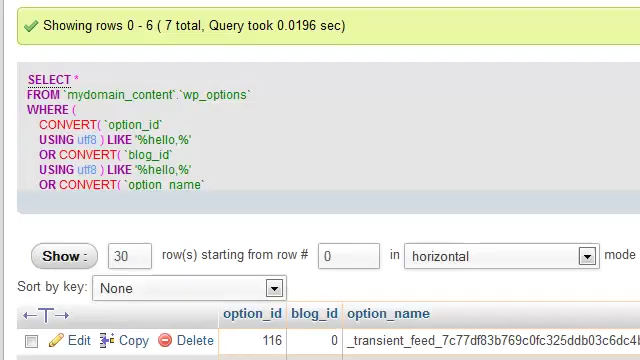 Showing rows 0 - 6 ( 7 total, Query took 0.0196 sec)
SELECT *
FROM `mydomain_content`.`wp_options`
WHERE (
CONVERT( `option_id`
USING utf8 ) LIKE '%hello,%'
OR CONVERT( `blog_id`
USING utf8 ) LIKE '%hello,%'
OR CONVERT( `option_name`
Show : 30 row(s) starting from row # 0 in horizontal mode
Sort by key: None
←T→ option_id blog_id option_name
Edit Copy Delete 116 0 _transient_feed_7c77df83b769c0fc325ddb03c6dc4b